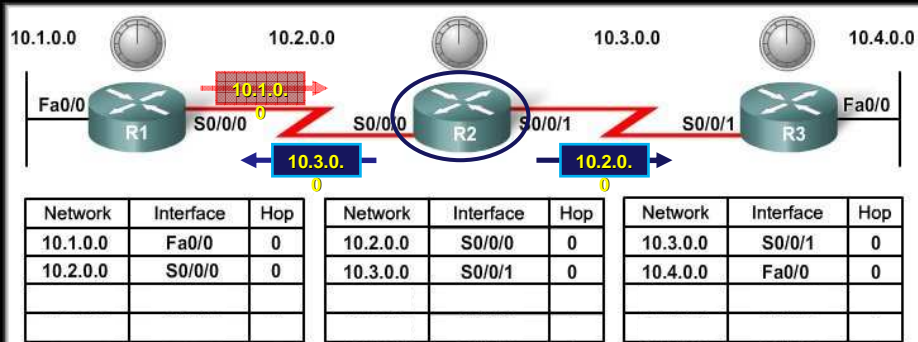 10.1.0.0 10.2.0.0 10.3.0.0 10.4.0.0
10.1.0.
0
Fa0/0 R1 S0/0/0 S0/0/0 R2 S0/0/1 S0/0/1 R3 Fa0/0
10.3.0.
0
10.2.0.
0
Network Interface Hop
10.1.0.0 Fa0/0 0
10.2.0.0 S0/0/0 0
Network Interface Hop
10.2.0.0 S0/0/0 0
10.3.0.0 S0/0/1 0
Network Interface Hop
10.3.0.0 S0/0/1 0
10.4.0.0 Fa0/0 0